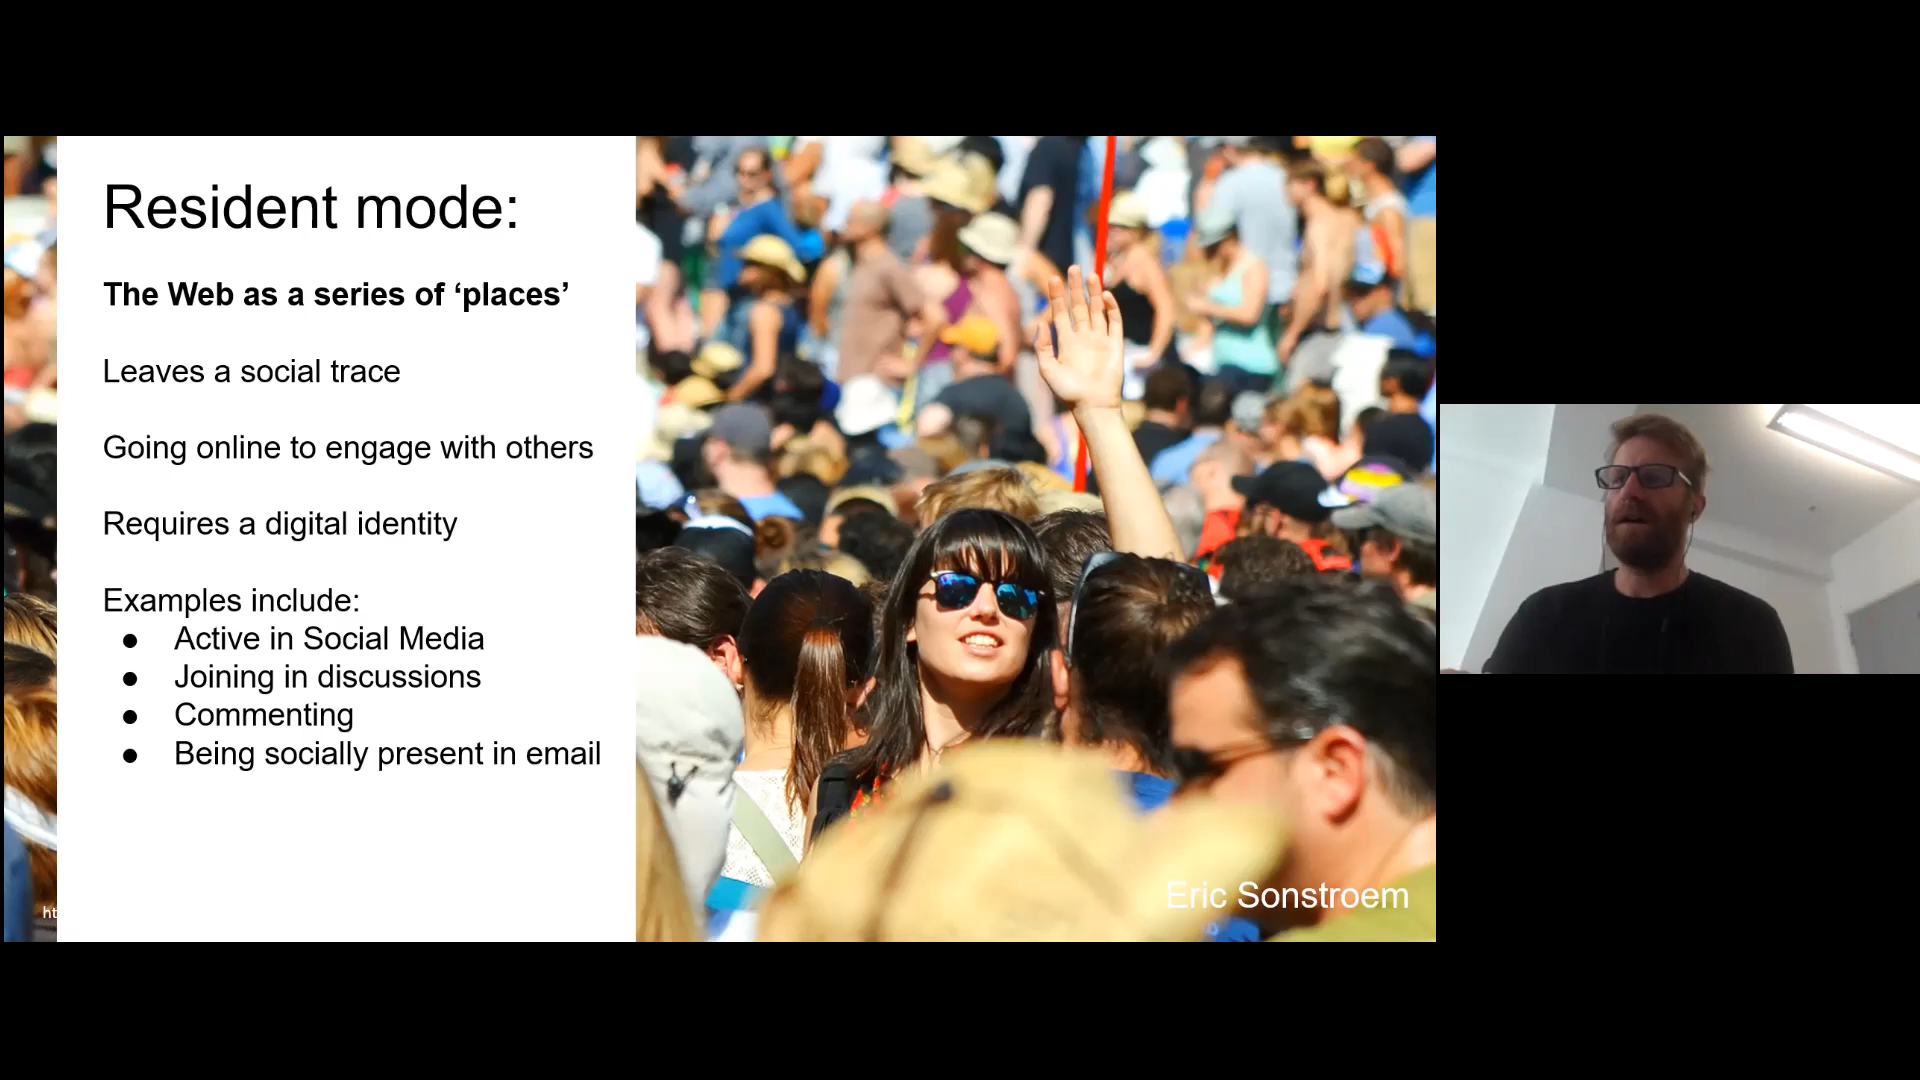 Resident mode:
The Web as a series of ‘places’
Leaves a social trace
Going online to engage with others
Requires a digital identity
Examples include:
● Active in Social Media
● Joining in discussions
● Commenting
● Being socially present in email
ht
Eric Sonstroem